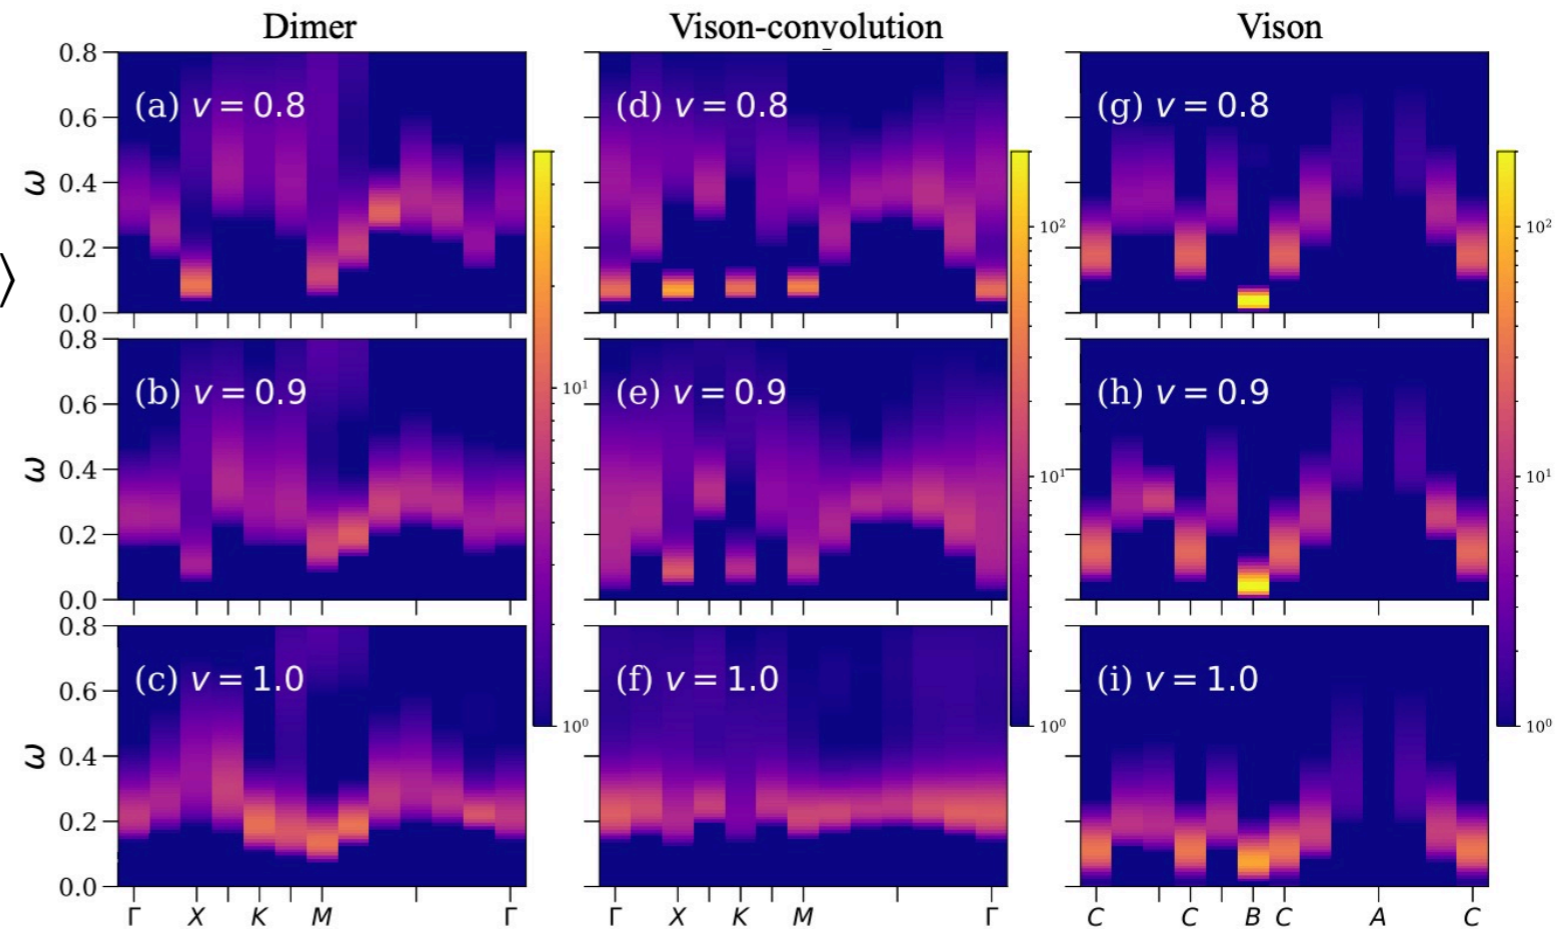 Dimer Vison-convolution Vison
0.8
(a) v = 0.8 (d) v = 0.8 (g) v = 0.8
0.6
ω 0.4
10² 10²
0.2
⟩
0.0
0.8
(b) v = 0.9 (e) v = 0.9 (h) v = 0.9
10¹
0.6
ω 0.4
10¹ 10¹
0.2
0.0
0.8
(c) v = 1.0 (f) v = 1.0 (i) v = 1.0
0.6
10⁰ 10⁰ 10⁰
ω 0.4
0.2
0.0
Γ X K M Γ Γ X K M Γ C C B C A C